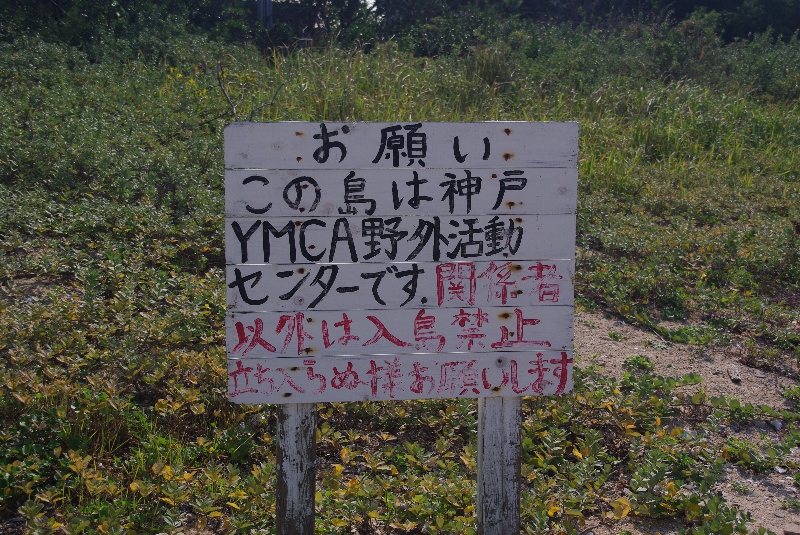 お願い
この島は神戸
YMCA野外活動
センターです.関係者
以外は入島禁止
立ち入らぬ様お願いします